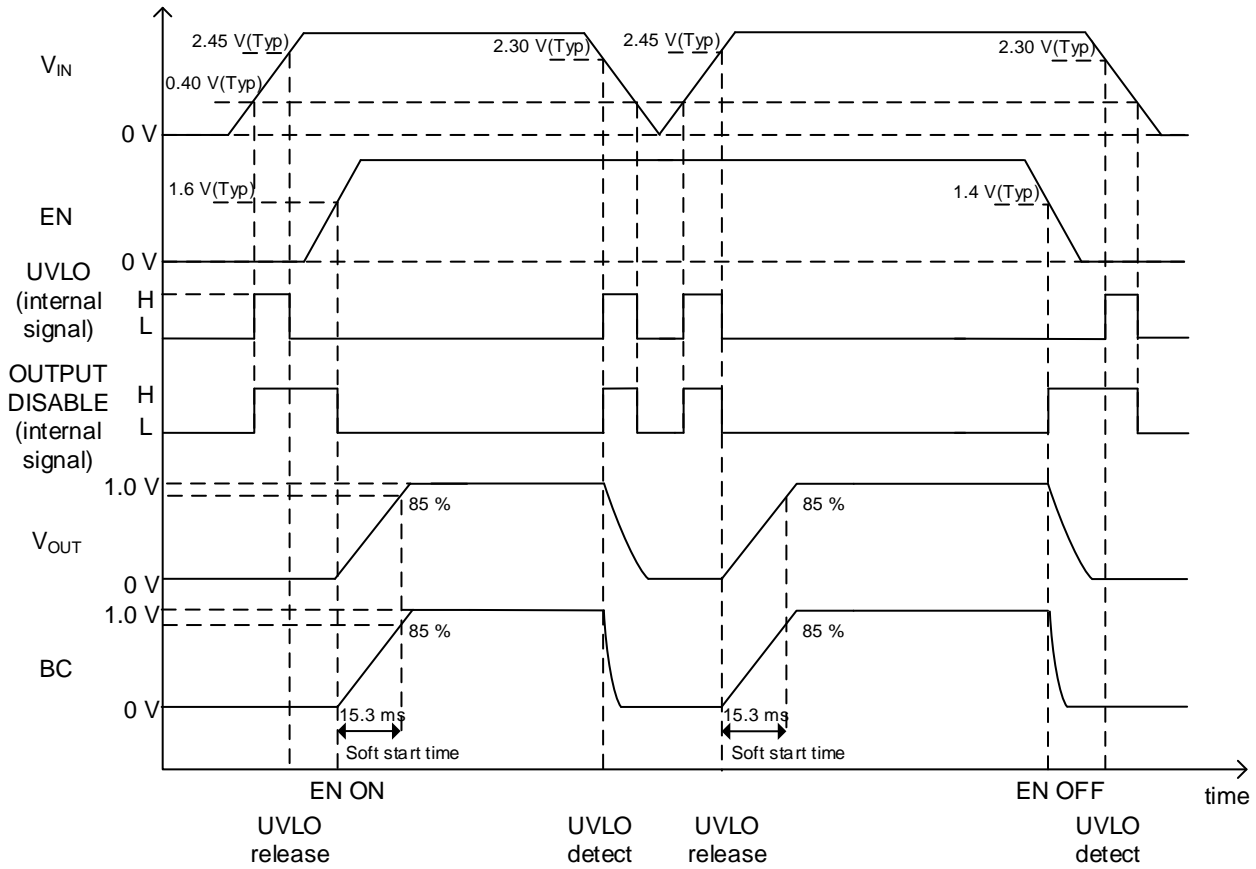 2.45 V(Typ)
2.30 V(Typ)
2.45 V(Typ)
2.30 V(Typ)
VIN
0.40 V(Typ)
0 V
1.6 V(Typ)
1.4 V(Typ)
EN
0 V
UVLO
(internal
signal)
H
L
OUTPUT
DISABLE
(internal
signal)
H
L
1.0 V
85 %
85 %
VOUT
0 V
1.0 V
85 %
85 %
BC
0 V
15.3 ms
15.3 ms
Soft start time
Soft start time
EN ON
EN OFF
time
UVLO
release
UVLO
detect
UVLO
release
UVLO
detect